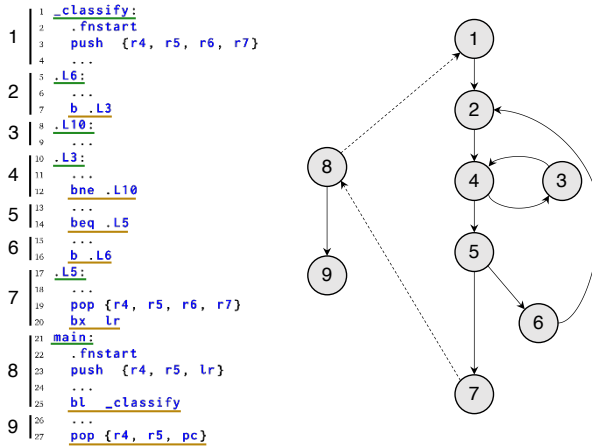 1 _classify:
2 .fnstart
1 3 push {r4, r5, r6, r7}
4 ...
5 .L6:
2 6 ...
7 b .L3
3 8 .L10:
9 ...
10 .L3:
4 11 ...
12 bne .L10
5 13 ...
14 beq .L5
6 15 ...
16 b .L6
17 .L5:
7 18 ...
19 pop {r4, r5, r6, r7}
20 bx lr
21 main:
22 .fnstart
8 23 push {r4, r5, lr}
24 ...
25 bl _classify
9 26 ...
27 pop {r4, r5, pc}
1
2
8
4
3
5
9
6
7